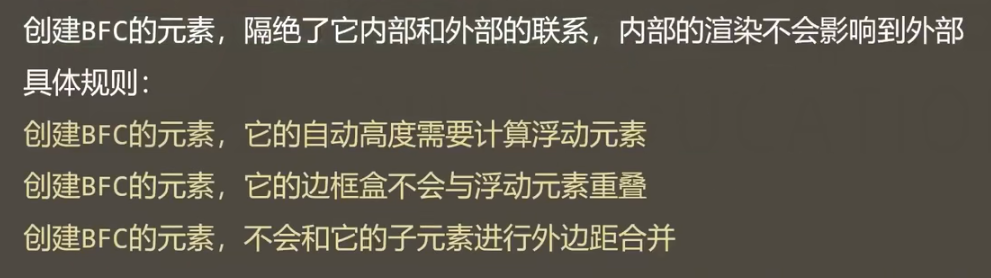 创建BFC的元素，隔绝了它内部和外部的联系，内部的渲染不会影响到外部
具体规则：
创建BFC的元素，它的自动高度需要计算浮动元素
创建BFC的元素，它的边框盒不会与浮动元素重叠
创建BFC的元素，不会和它的子元素进行外边距合并